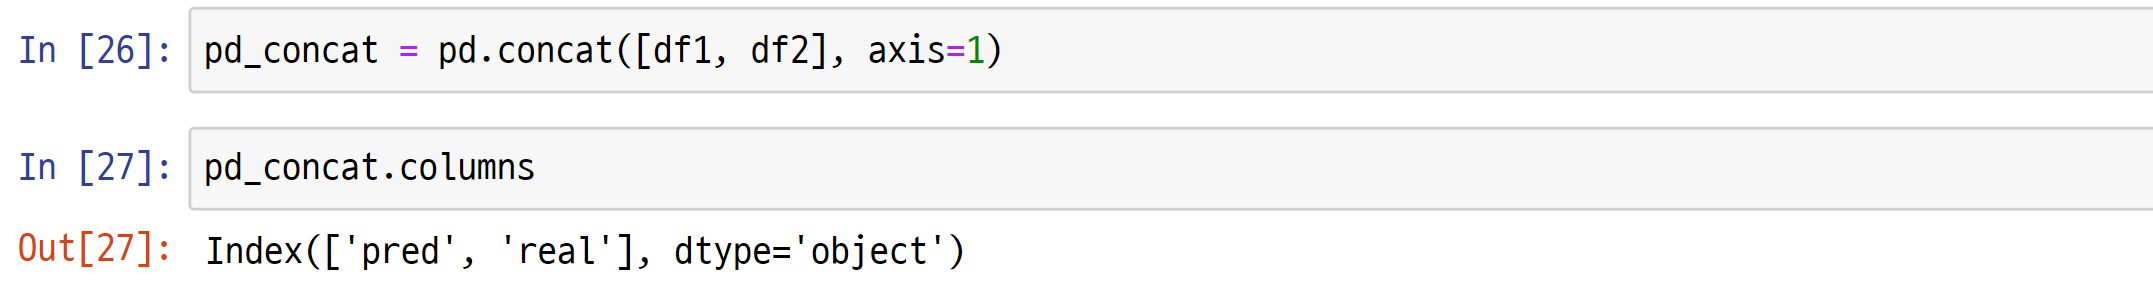 In [26]: pd_concat = pd.concat([df1, df2], axis=1)
In [27]: pd_concat.columns
Out[27]: Index(['pred', 'real'], dtype='object')